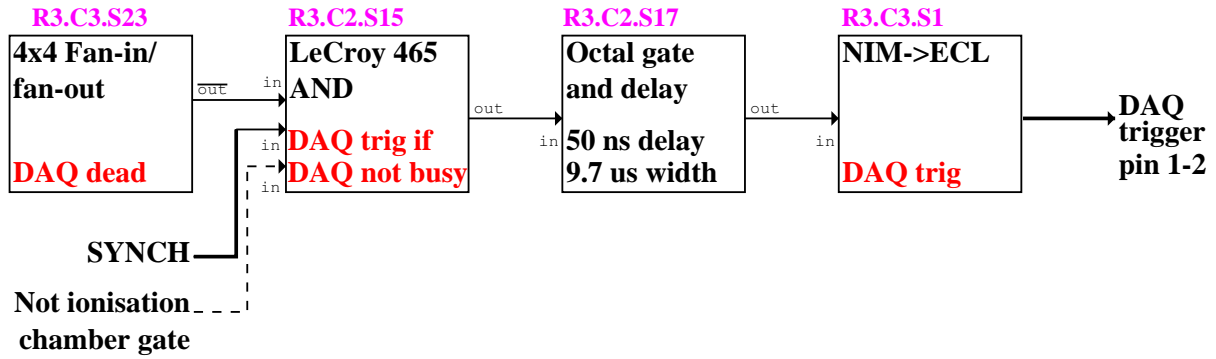 R3.C3.S23
R3.C2.S15
R3.C2.S17
R3.C3.S1
4x4 Fan-in/
fan-out
DAQ dead
out
in
in
in
LeCroy 465
AND
DAQ trig if
DAQ not busy
out
in
Octal gate
and delay
50 ns delay
9.7 us width
out
in
NIM->ECL
DAQ trig
DAQ
trigger
pin 1-2
SYNCH
Not ionisation
chamber gate